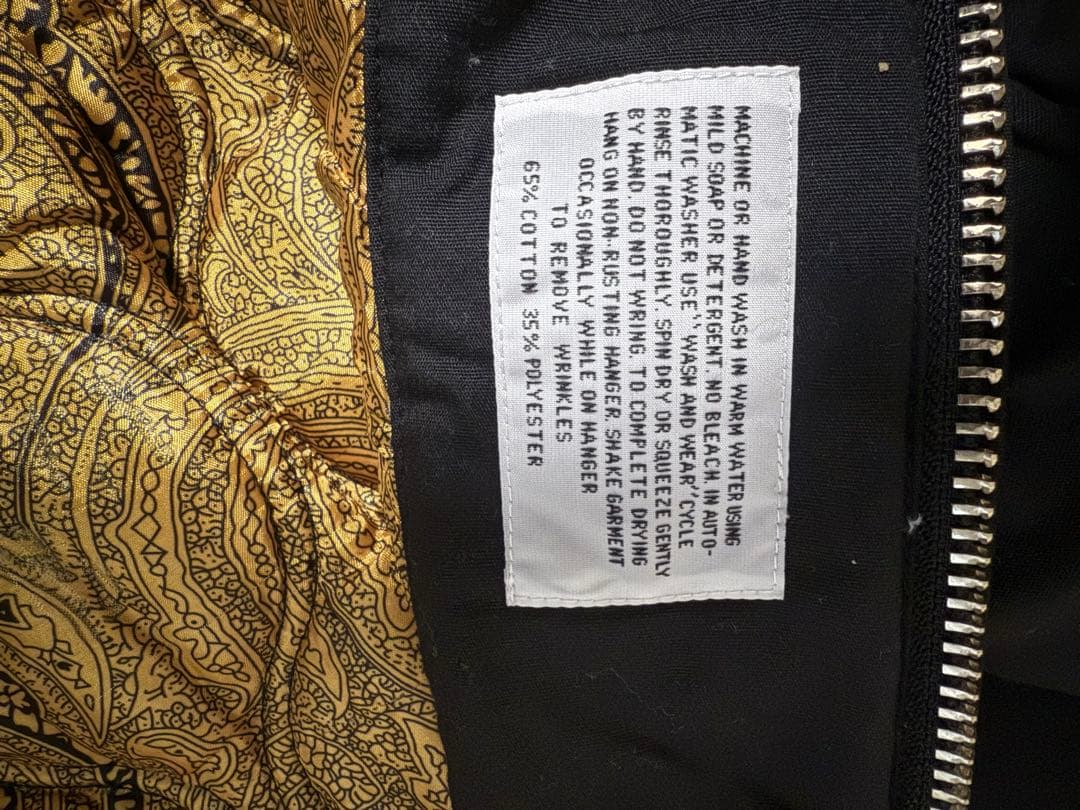 MACHINE OR HAND WASH IN WARM WATER USING
MILD SOAP OR DETERGENT. NO BLEACH. IN AUTO-
MATIC WASHER USE "WASH AND WEAR" CYCLE
RINSE THOROUGHLY. SPIN DRY OR SQUEEZE GENTLY
BY HAND. DO NOT WRING. TO COMPLETE DRYING
HANG ON NON-RUSTING HANGER. SHAKE GARMENT
OCCASIONALLY WHILE ON HANGER
TO REMOVE WRINKLES
65% COTTON 35% POLYESTER